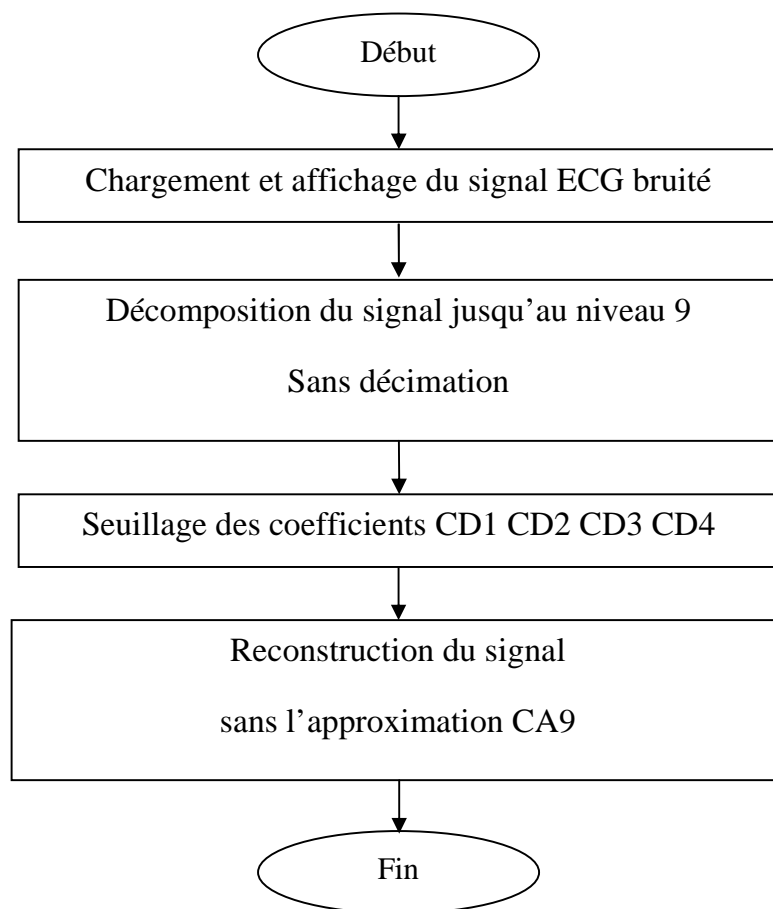 Début
Chargement et affichage du signal ECG bruité
Décomposition du signal jusqu’au niveau 9
Sans décimation
Seuillage des coefficients CD1 CD2 CD3 CD4
Reconstruction du signal
sans l’approximation CA9
Fin